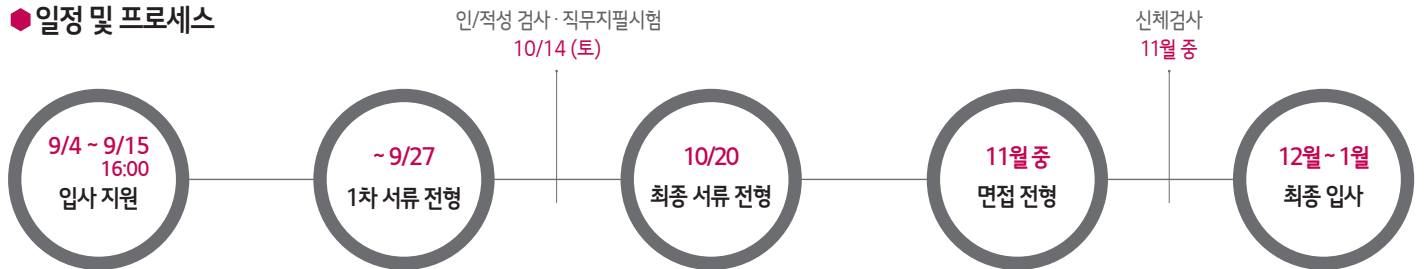 일정 및 프로세스
인/적성 검사 · 직무지필시험
10/14 (토)
신체검사
11월 중
9/4 ~ 9/15
16:00
입사 지원
~ 9/27
1차 서류 전형
10/20
최종 서류 전형
11월 중
면접 전형
12월 ~ 1월
최종 입사